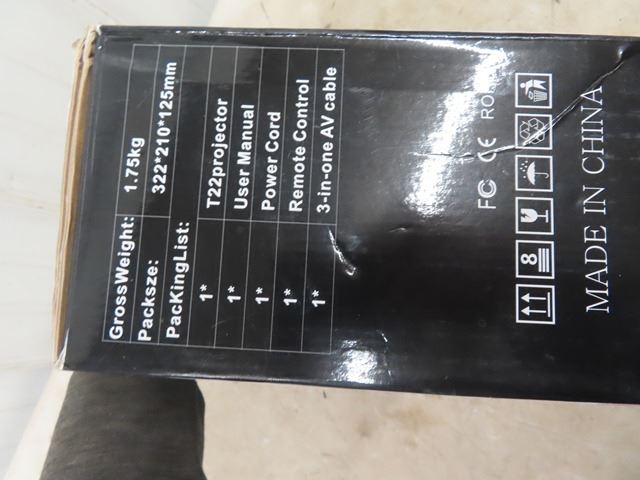 GrossWeight: 1.75kg
Packsze: 322*210*125mm
PacKingList:
1* T22projector
1* User Manual
1* Power Cord
1* Remote Control
1* 3-in-one AV cable
FC CE
8
MADE IN CHINA